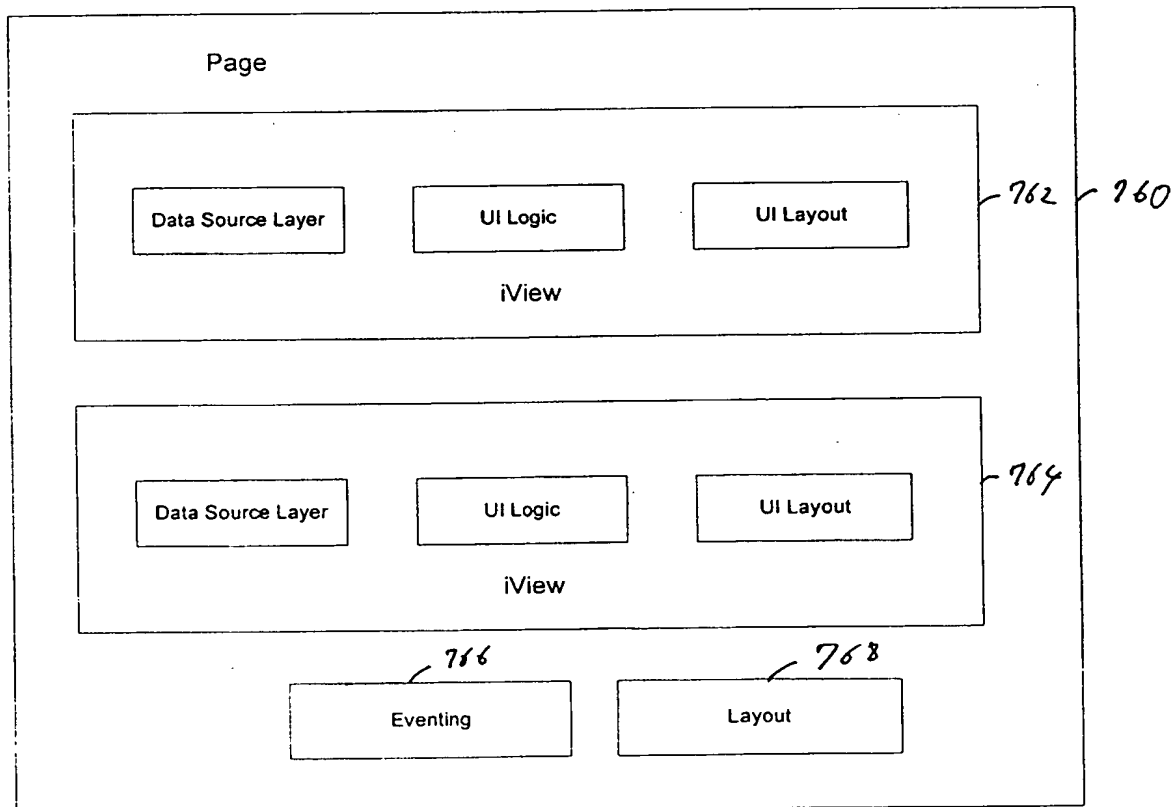 Page
Data Source Layer UI Logic UI Layout
iView
762 760
Data Source Layer UI Logic UI Layout
iView
764
766 768
Eventing Layout